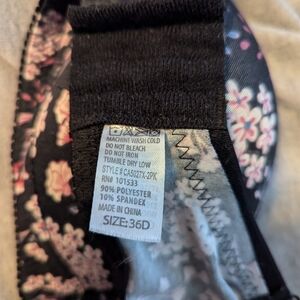 MACHINE WASH COLD
DO NOT BLEACH
DO NOT IRON
TUMBLE DRY LOW
STYLE # CA5027X-2PK
RN# 101533
90% POLYESTER
10% SPANDEX
MADE IN CHINA
SIZE: 36D